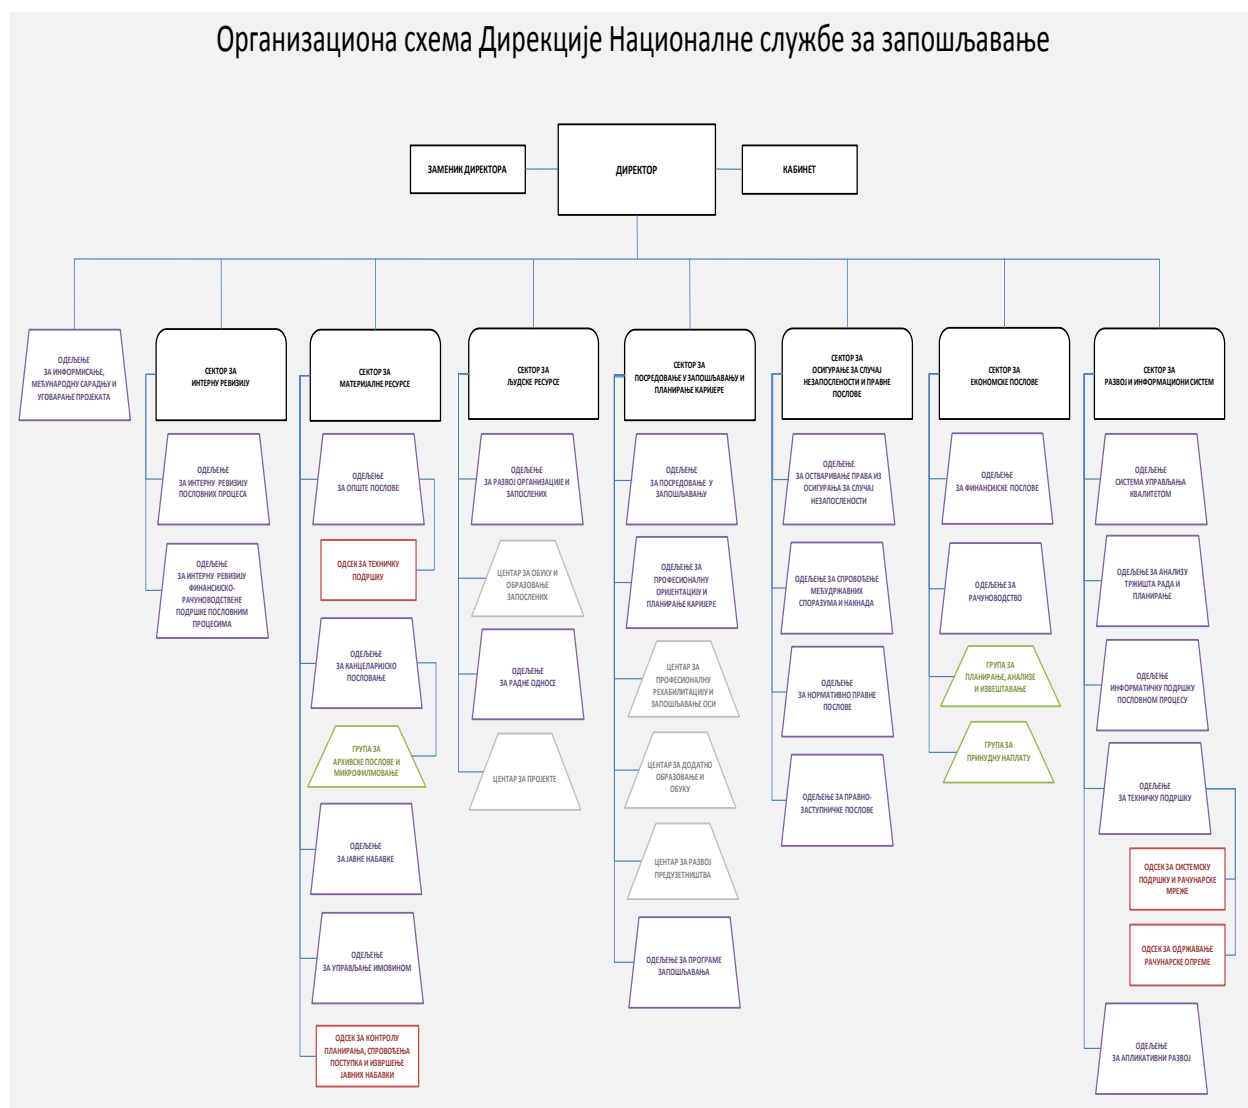 Организациона схема Дирекције Националне службе за запошљавање
ЗАМЕНИК ДИРЕКТОРА
ДИРЕКТОР
КАБИНЕТ
ОДЕЉЕЊЕ
ЗА ИНФОРМИСАЊЕ,
МЕЂУНАРОДНУ САРАДЊУ И
УГОВАРАЊЕ ПРОЈЕКАТА
СЕКТОР ЗА
ИНТЕРНУ РЕВИЗИЈУ
ОДЕЉЕЊЕ
ЗА ИНТЕРНУ РЕВИЗИЈУ
ПОСЛОВНИХ ПРОЦЕСА
ОДЕЉЕЊЕ
ЗА ИНТЕРНУ РЕВИЗИЈУ
ФИНАНСИЈСКО-
РАЧУНОВОДСТВЕНЕ
ПОДРШКЕ ПОСЛОВНИМ
ПРОЦЕСИМА
СЕКТОР ЗА
МАТЕРИЈАЛНЕ РЕСУРСЕ
ОДЕЉЕЊЕ
ЗА ОПШТЕ ПОСЛОВЕ
ОДСЕК ЗА ТЕХНИЧКУ
ПОДРШКУ
ОДЕЉЕЊЕ
ЗА КАНЦЕЛАРИЈСКО
ПОСЛОВАЊЕ
ГРУПА ЗА
АРХИВСКЕ ПОСЛОВЕ И
МИКРОФИЛМОВАЊЕ
ОДЕЉЕЊЕ
ЗА ЈАВНЕ НАБАВКЕ
ОДЕЉЕЊЕ
ЗА УПРАВЉАЊЕ ИМОВИНОМ
ОДСЕК ЗА КОНТРОЛУ
ПЛАНИРАЊА, СПРОВОЂЕЊА
ПОСТУПКА И ИЗВРШЕЊЕ
ЈАВНИХ НАБАВКИ
СЕКТОР ЗА
ЉУДСКЕ РЕСУРСЕ
ОДЕЉЕЊЕ
ЗА РАЗВОЈ ОРГАНИЗАЦИЈЕ И
ЗАПОСЛЕНИХ
ЦЕНТАР ЗА ОБУКУ И
ОБРАЗОВАЊЕ
ЗАПОСЛЕНИХ
ОДЕЉЕЊЕ
ЗА РАДНЕ ОДНОСЕ
ЦЕНТАР ЗА ПРОЈЕКТЕ
СЕКТОР ЗА
ПОСРЕДОВАЊЕ У ЗАПОШЉАВАЊУ И
ПЛАНИРАЊЕ КАРИЈЕРЕ
ОДЕЉЕЊЕ
ЗА ПОСРЕДОВАЊЕ У
ЗАПОШЉАВАЊУ
ОДЕЉЕЊЕ ЗА
ПРОФЕСИОНАЛНУ
ОРИЈЕНТАЦИЈУ И
ПЛАНИРАЊЕ КАРИЈЕРЕ
ЦЕНТАР ЗА
ПРОФЕСИОНАЛНУ
РЕХАБИЛИТАЦИЈУ И
ЗАПОШЉАВАЊЕ ОСИ
ЦЕНТАР ЗА ДОДАТНО
ОБРАЗОВАЊЕ И
ОБУКУ
ЦЕНТАР ЗА РАЗВОЈ
ПРЕДУЗЕТНИШТВА
ОДЕЉЕЊЕ ЗА ПРОГРАМЕ
ЗАПОШЉАВАЊА
СЕКТОР ЗА
ОСИГУРАЊЕ ЗА СЛУЧАЈ
НЕЗАПОСЛЕНОСТИ И ПРАВНЕ
ПОСЛОВЕ
ОДЕЉЕЊЕ
ЗА ОСТВАРИВАЊЕ ПРАВА ИЗ
ОСИГУРАЊА ЗА СЛУЧАЈ
НЕЗАПОСЛЕНОСТИ
ОДЕЉЕЊЕ ЗА СПРОВОЂЕЊЕ
МЕЂУДРЖАВНИХ
СПОРАЗУМА И НАКНАДА
ОДЕЉЕЊЕ
ЗА НОРМАТИВНО ПРАВНЕ
ПОСЛОВЕ
ОДЕЉЕЊЕ ЗА ПРАВНО-
ЗАСТУПНИЧКЕ ПОСЛОВЕ
СЕКТОР ЗА
ЕКОНОМСКЕ ПОСЛОВЕ
ОДЕЉЕЊЕ
ЗА ФИНАНСИЈСКЕ ПОСЛОВЕ
ОДЕЉЕЊЕ ЗА
РАЧУНОВОДСТВО
ГРУПА ЗА
ПЛАНИРАЊЕ, АНАЛИЗЕ
И ИЗВЕШТАВАЊЕ
ГРУПА ЗА
ПРИНУДНУ НАПЛАТУ
СЕКТОР ЗА
РАЗВОЈ И ИНФОРМАЦИОНИ СИСТЕМ
ОДЕЉЕЊЕ
СИСТЕМА УПРАВЉАЊА
КВАЛИТЕТОМ
ОДЕЉЕЊЕ ЗА АНАЛИЗУ
ТРЖИШТА РАДА И
ПЛАНИРАЊЕ
ОДЕЉЕЊЕ
ИНФОРМАТИЧКУ ПОДРШКУ
ПОСЛОВНОМ ПРОЦЕСУ
ОДЕЉЕЊЕ
ЗА ТЕХНИЧКУ ПОДРШКУ
ОДСЕК ЗА СИСТЕМСКУ
ПОДРШКУ И РАЧУНАРСКЕ
МРЕЖЕ
ОДСЕК ЗА ОДРЖАВАЊЕ
РАЧУНАРСКЕ ОПРЕМЕ
ОДЕЉЕЊЕ
ЗА АПЛИКАТИВНИ РАЗВОЈ